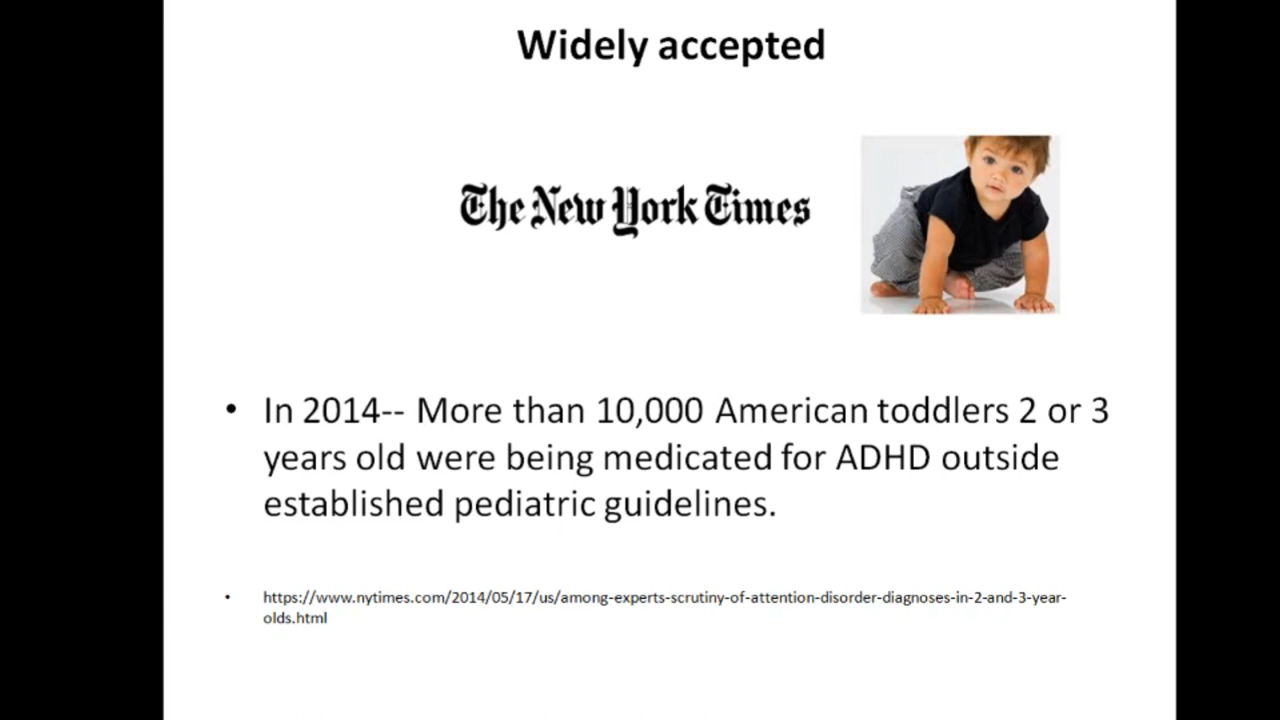 Widely accepted
The New York Times
• In 2014-- More than 10,000 American toddlers 2 or 3
years old were being medicated for ADHD outside
established pediatric guidelines.
• https://www.nytimes.com/2014/05/17/us/among-experts-scrutiny-of-attention-disorder-diagnoses-in-2-and-3-year-
olds.html